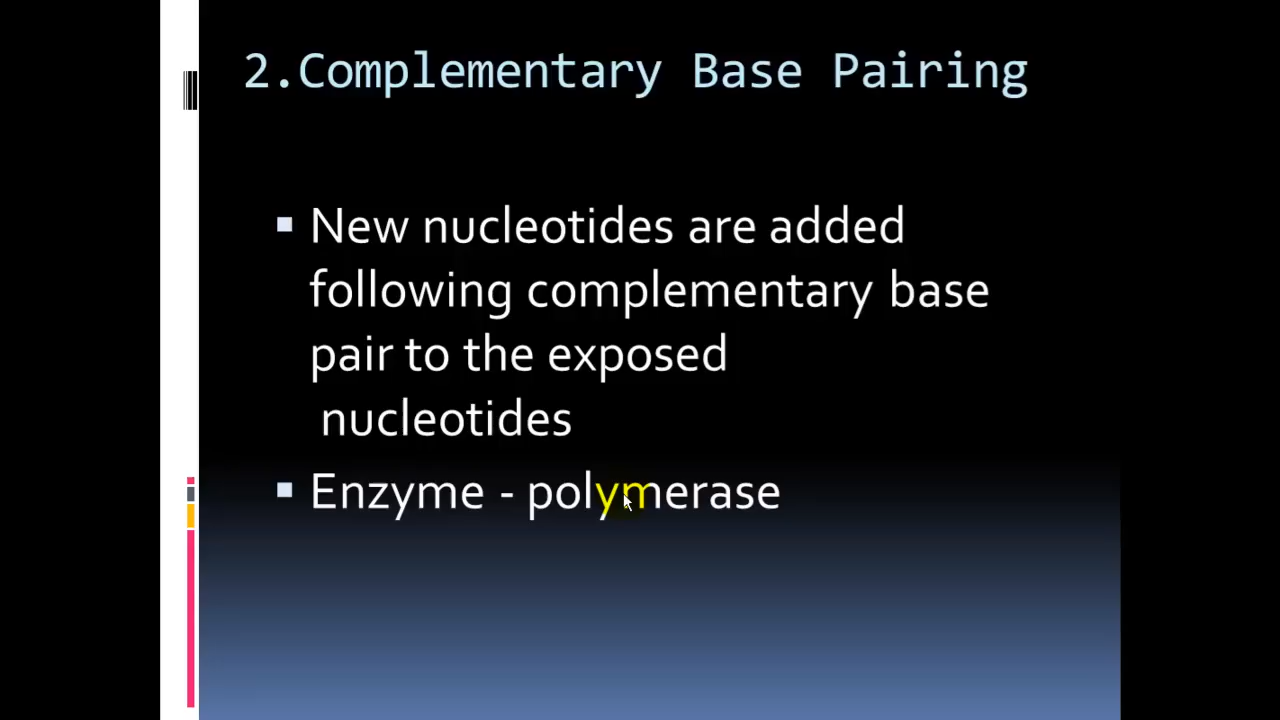 2.Complementary Base Pairing
New nucleotides are added
following complementary base
pair to the exposed
nucleotides
Enzyme - polymerase